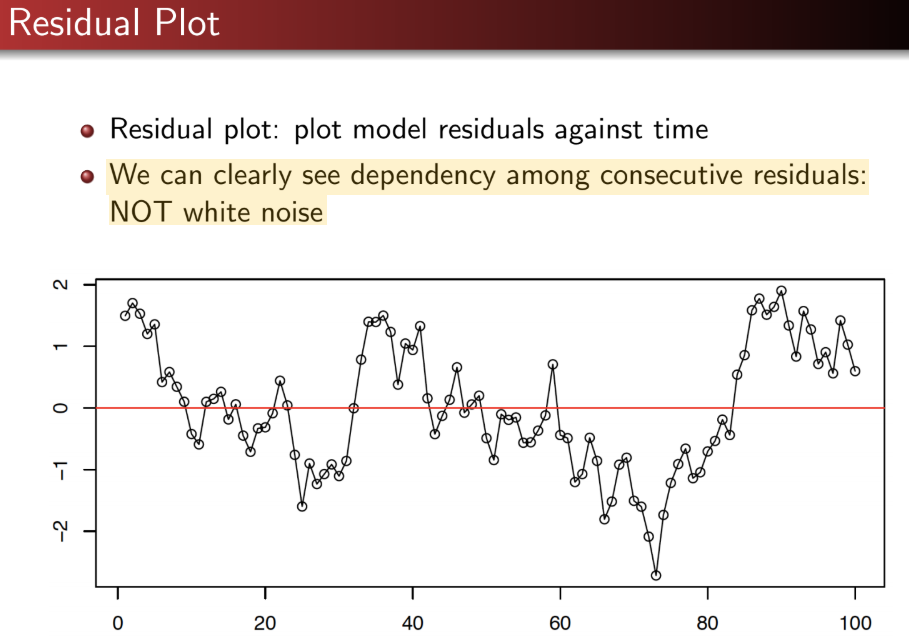 Residual Plot
Residual plot: plot model residuals against time
We can clearly see dependency among consecutive residuals:
NOT white noise
2
1
0
-1
-2
0 20 40 60 80 100